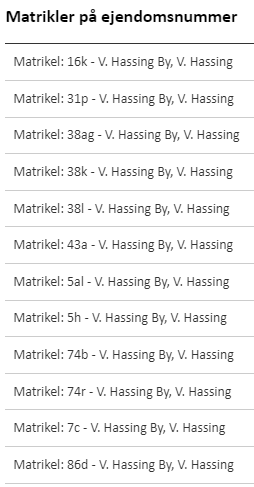 Matrikler på ejendomsnummer
Matrikel: 16k - V. Hassing By, V. Hassing
Matrikel: 31p - V. Hassing By, V. Hassing
Matrikel: 38ag - V. Hassing By, V. Hassing
Matrikel: 38k - V. Hassing By, V. Hassing
Matrikel: 38l - V. Hassing By, V. Hassing
Matrikel: 43a - V. Hassing By, V. Hassing
Matrikel: 5al - V. Hassing By, V. Hassing
Matrikel: 5h - V. Hassing By, V. Hassing
Matrikel: 74b - V. Hassing By, V. Hassing
Matrikel: 74r - V. Hassing By, V. Hassing
Matrikel: 7c - V. Hassing By, V. Hassing
Matrikel: 86d - V. Hassing By, V. Hassing